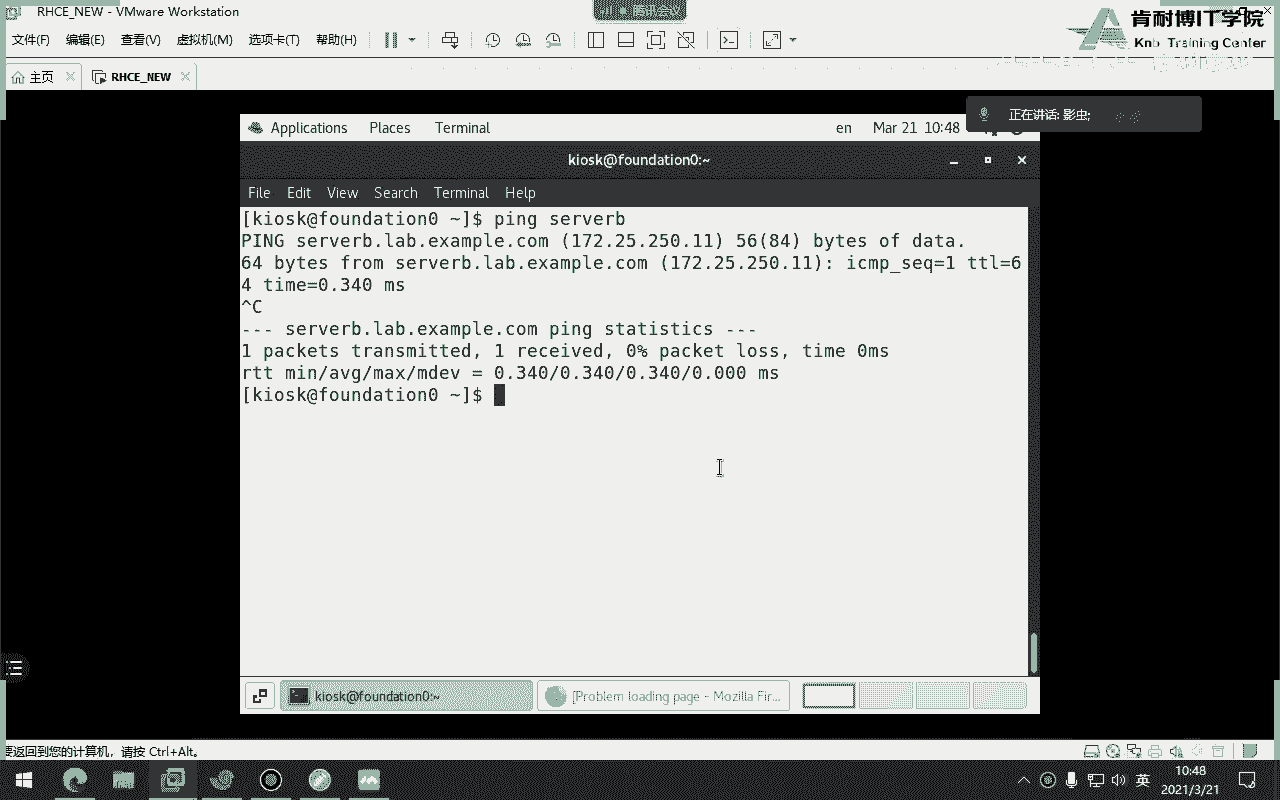 RHCE_NEW - VMware Workstation
腾讯会议
文件(F) 编辑(E) 查看(V) 虚拟机(M) 选项卡(T) 帮助(H)
肯耐博IT学院
Knb Training Center
主页 RHCE_NEW
正在讲话: 影虫;
Applications Places Terminal en Mar 21 10:48
kiosk@foundation0:~
File Edit View Search Terminal Help
[kiosk@foundation0 ~]$ ping serverb
PING serverb.lab.example.com (172.25.250.11) 56(84) bytes of data.
64 bytes from serverb.lab.example.com (172.25.250.11): icmp_seq=1 ttl=6
4 time=0.340 ms
^C
--- serverb.lab.example.com ping statistics ---
1 packets transmitted, 1 received, 0% packet loss, time 0ms
rtt min/avg/max/mdev = 0.340/0.340/0.340/0.000 ms
[kiosk@foundation0 ~]$
kiosk@foundation0:~ [Problem loading page - Mozilla Fir...
要返回到您的计算机，请按 Ctrl+Alt。
英 10:48
2021/3/21